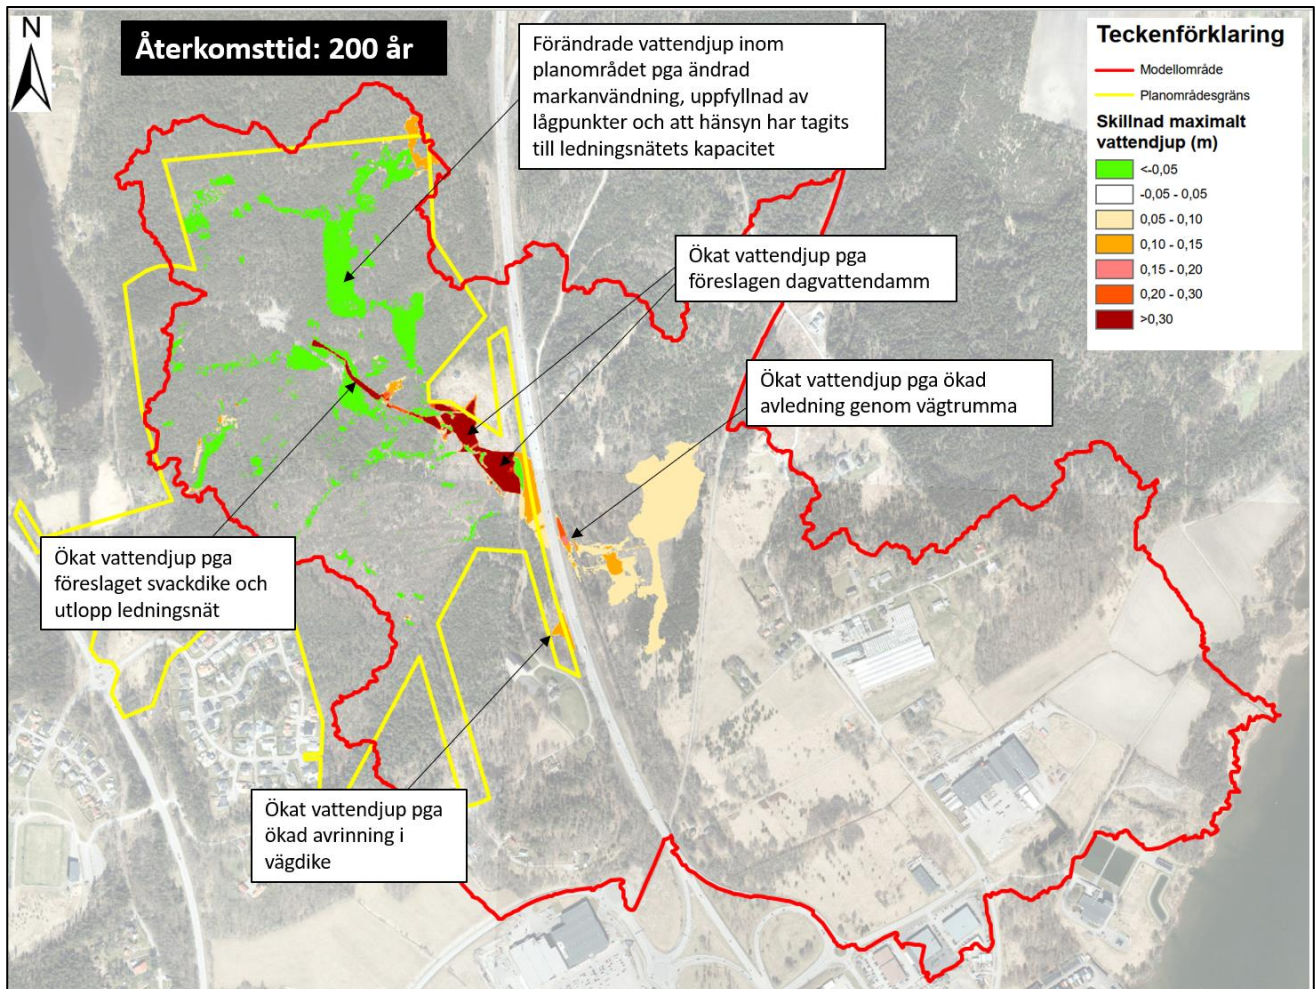 N
Återkomsttid: 200 år
Förändrade vattendjup inom
planområdet pga ändrad
markanvändning, uppfyllnad av
lågpunkter och att hänsyn har tagits
till ledningsnätets kapacitet
Teckenförklaring
Modellområde
Planområdesgräns
Skillnad maximalt
vattendjup (m)
<-0,05
-0,05 - 0,05
0,05 - 0,10
0,10 - 0,15
0,15 - 0,20
0,20 - 0,30
>0,30
Ökat vattendjup pga
föreslagen dagvattendamm
Ökat vattendjup pga ökad
avledning genom vägtrumma
Ökat vattendjup pga
föreslaget svackdike och
utlopp ledningsnät
Ökat vattendjup pga
ökad avrinning i
vägdike